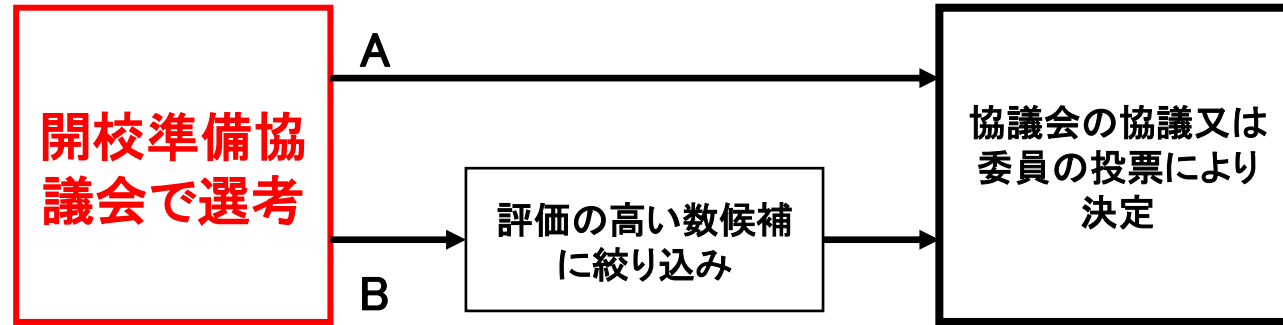 開校準備協
議会で選考
A
協議会の協議又は
委員の投票により
決定
B
評価の高い数候補
に絞り込み